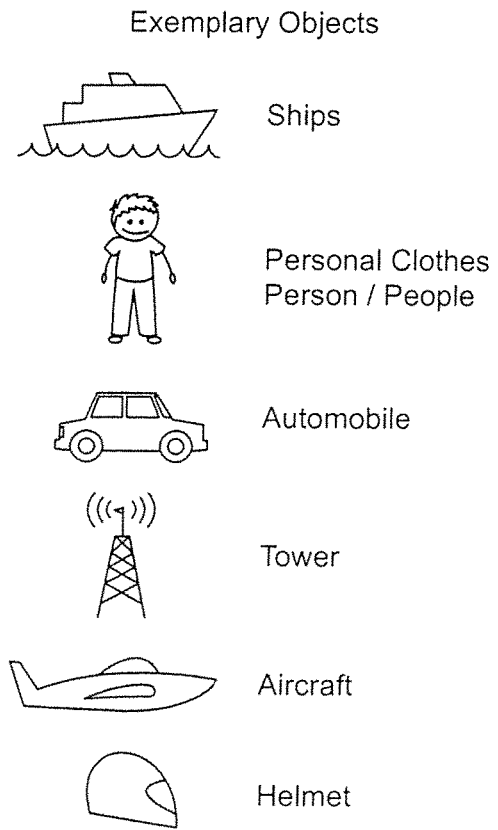 Exemplary Objects
Ships
Personal Clothes
Person / People
Automobile
Tower
Aircraft
Helmet